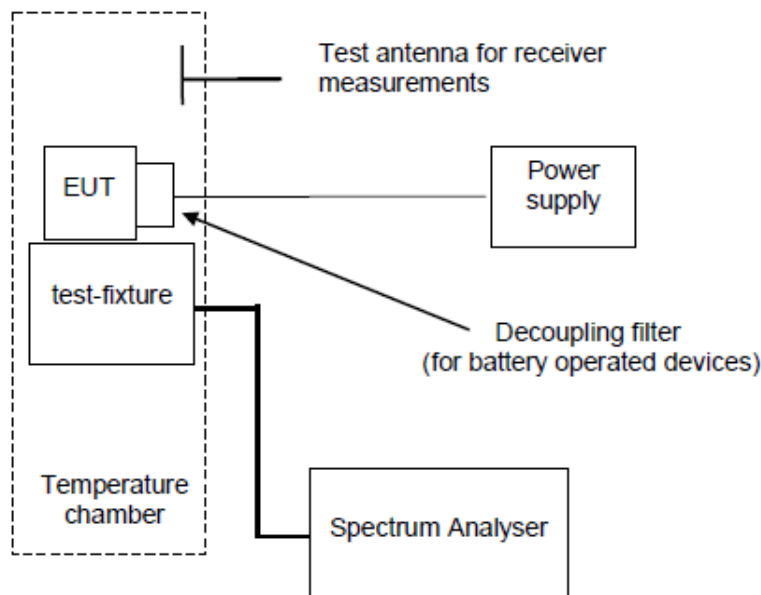 Test antenna for receiver
measurements
EUT
Power
supply
test-fixture
Decoupling filter
(for battery operated devices)
Temperature
chamber
Spectrum Analyser